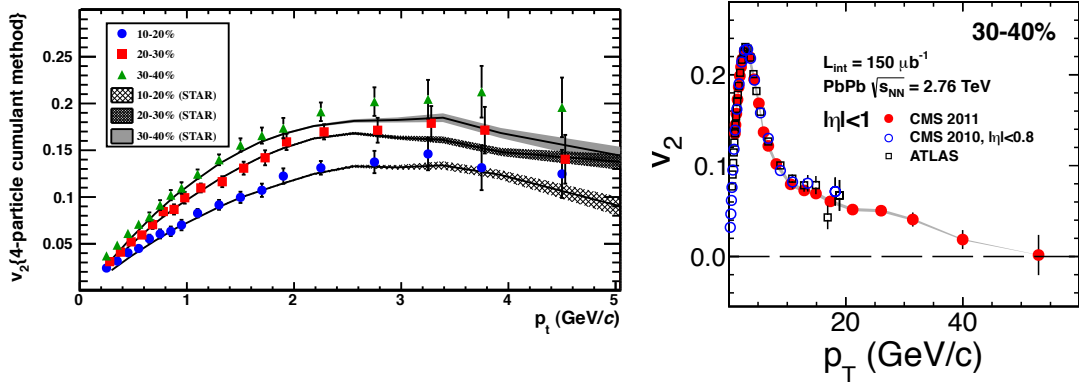 v₂{4-particle cumulant method}
0.25
0.2
0.15
0.1
0.05
10-20%
20-30%
30-40%
10-20% (STAR)
20-30% (STAR)
30-40% (STAR)
0 1 2 3 4 5
pₜ (GeV/c)
v₂
0.2
0.1
0.0
30-40%
L_int = 150 μb⁻¹
PbPb √s_NN = 2.76 TeV
|η|<1
CMS 2011
CMS 2010, |η|<0.8
ATLAS
20 40
p_T (GeV/c)